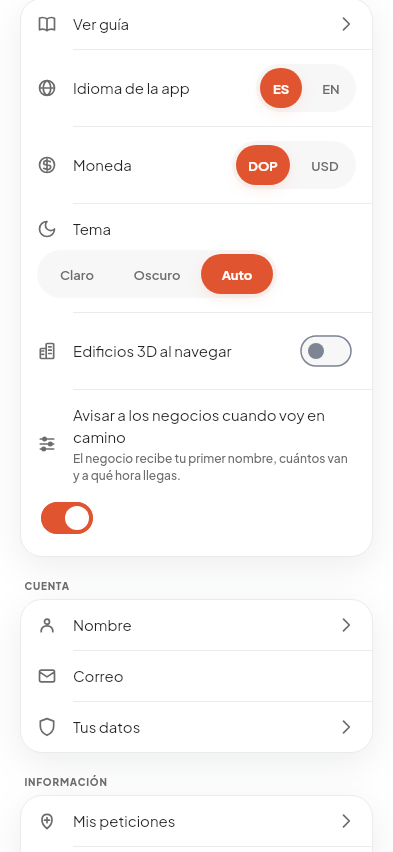 Ver guía
Idioma de la app
ES
EN
Moneda
DOP
USD
Tema
Claro
Oscuro
Auto
Edificios 3D al navegar
Avisar a los negocios cuando voy en
camino
El negocio recibe tu primer nombre, cuántos van
y a qué hora llegas.
CUENTA
Nombre
Correo
Tus datos
INFORMACIÓN
Mis peticiones